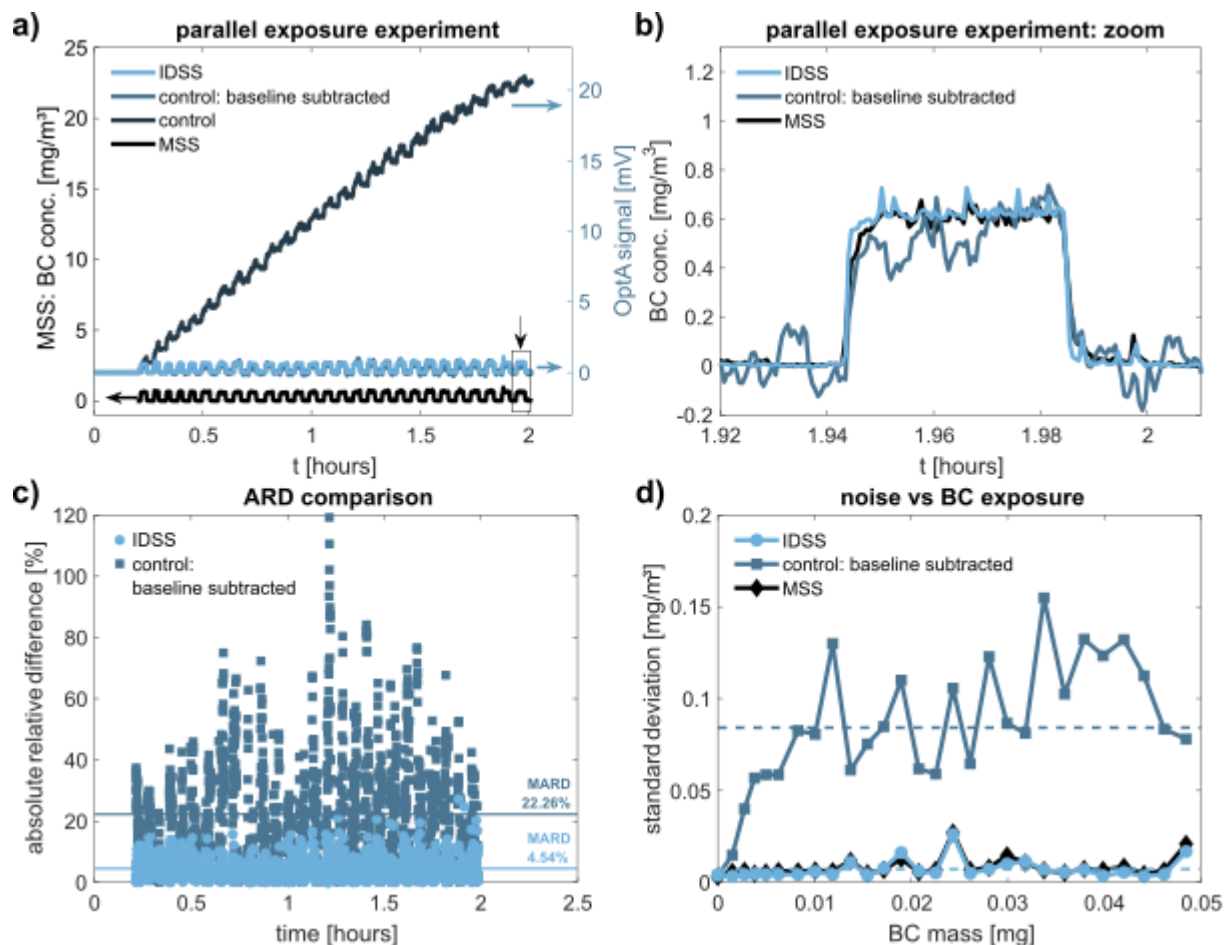 a)
parallel exposure experiment
25
20
15
10
5
0
MSS: BC conc. [mg/m³]
IDSS
control: baseline subtracted
control
MSS
20
15
10
5
0
OptA signal [mV]
0
0.5
1
1.5
2
t [hours]
b)
parallel exposure experiment: zoom
1.2
1
0.8
0.6
0.4
0.2
0
-0.2
BC conc. [mg/m³]
IDSS
control: baseline subtracted
MSS
1.92
1.94
1.96
1.98
2
t [hours]
c)
ARD comparison
120
100
80
60
40
20
0
absolute relative difference [%]
IDSS
control:
baseline subtracted
MARD
22.26%
MARD
4.54%
0
0.5
1
1.5
2
2.5
time [hours]
d)
noise vs BC exposure
0.2
0.15
0.1
0.05
0
standard deviation [mg/m³]
IDSS
control: baseline subtracted
MSS
0
0.01
0.02
0.03
0.04
0.05
BC mass [mg]